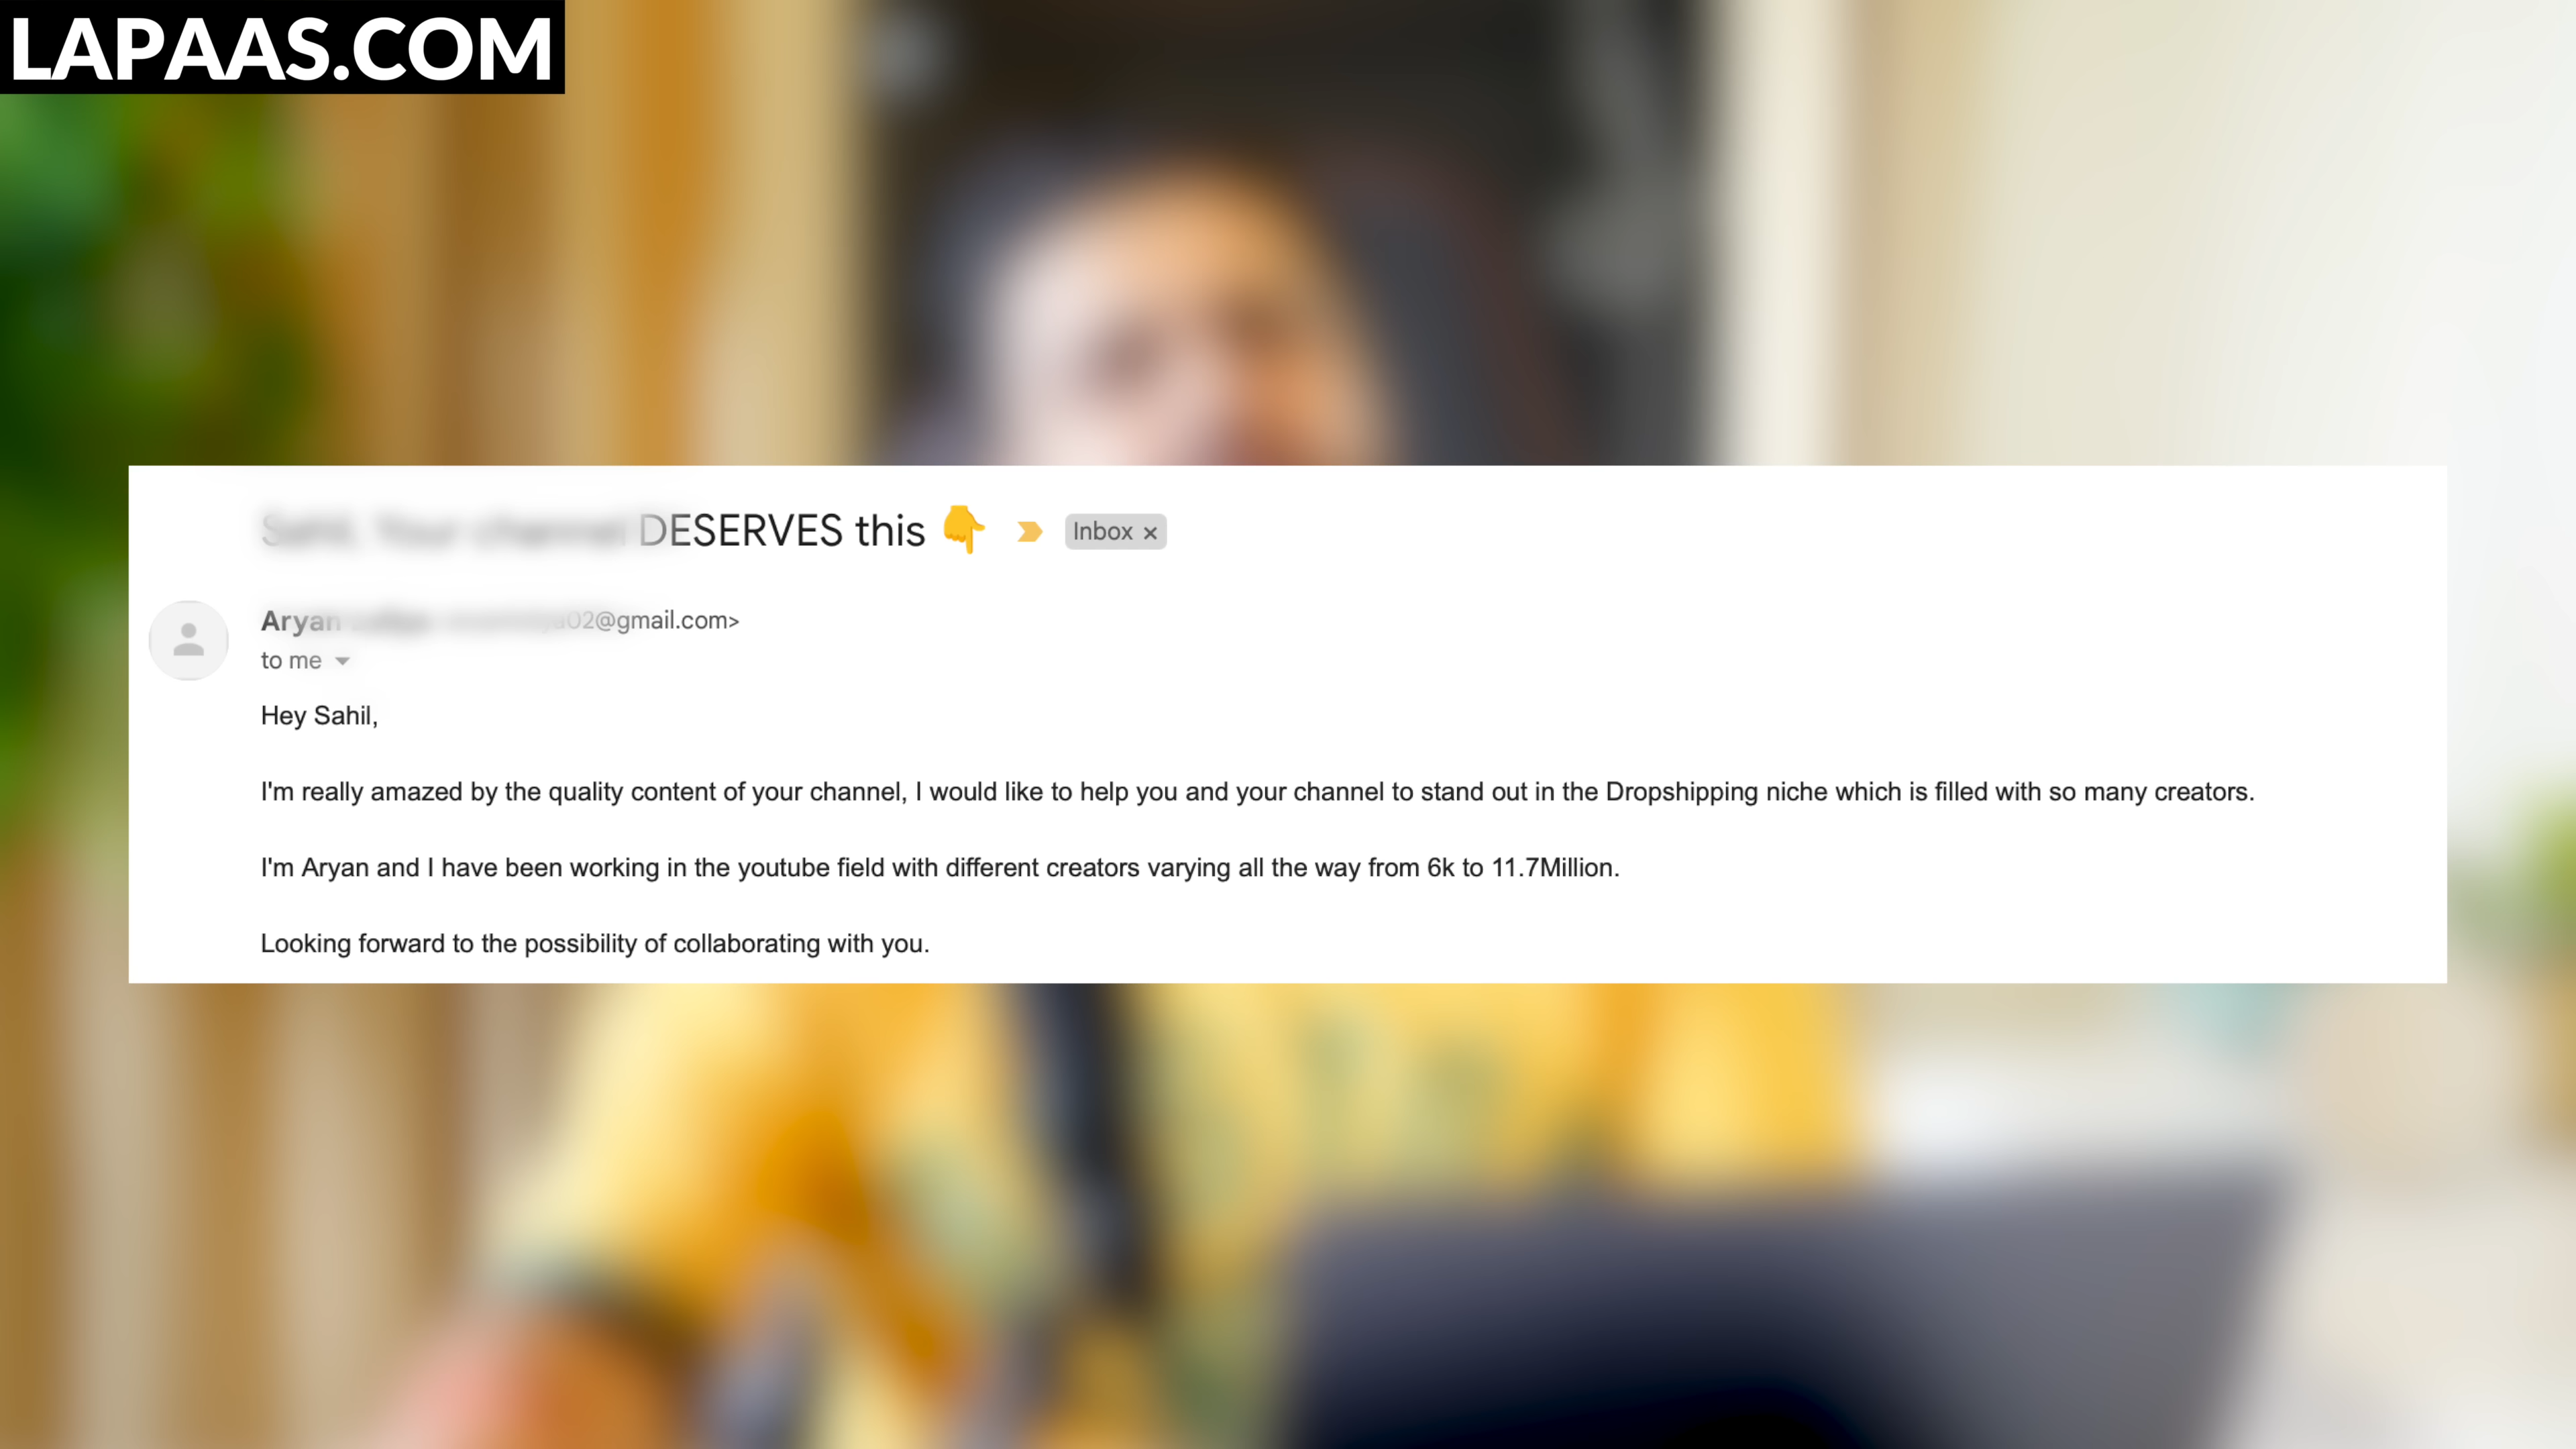 LAPAAS.COM
DESERVES this 👇 Inbox ×
Aryan 02@gmail.com>
to me
Hey Sahil,
I'm really amazed by the quality content of your channel, I would like to help you and your channel to stand out in the Dropshipping niche which is filled with so many creators.
I'm Aryan and I have been working in the youtube field with different creators varying all the way from 6k to 11.7Million.
Looking forward to the possibility of collaborating with you.